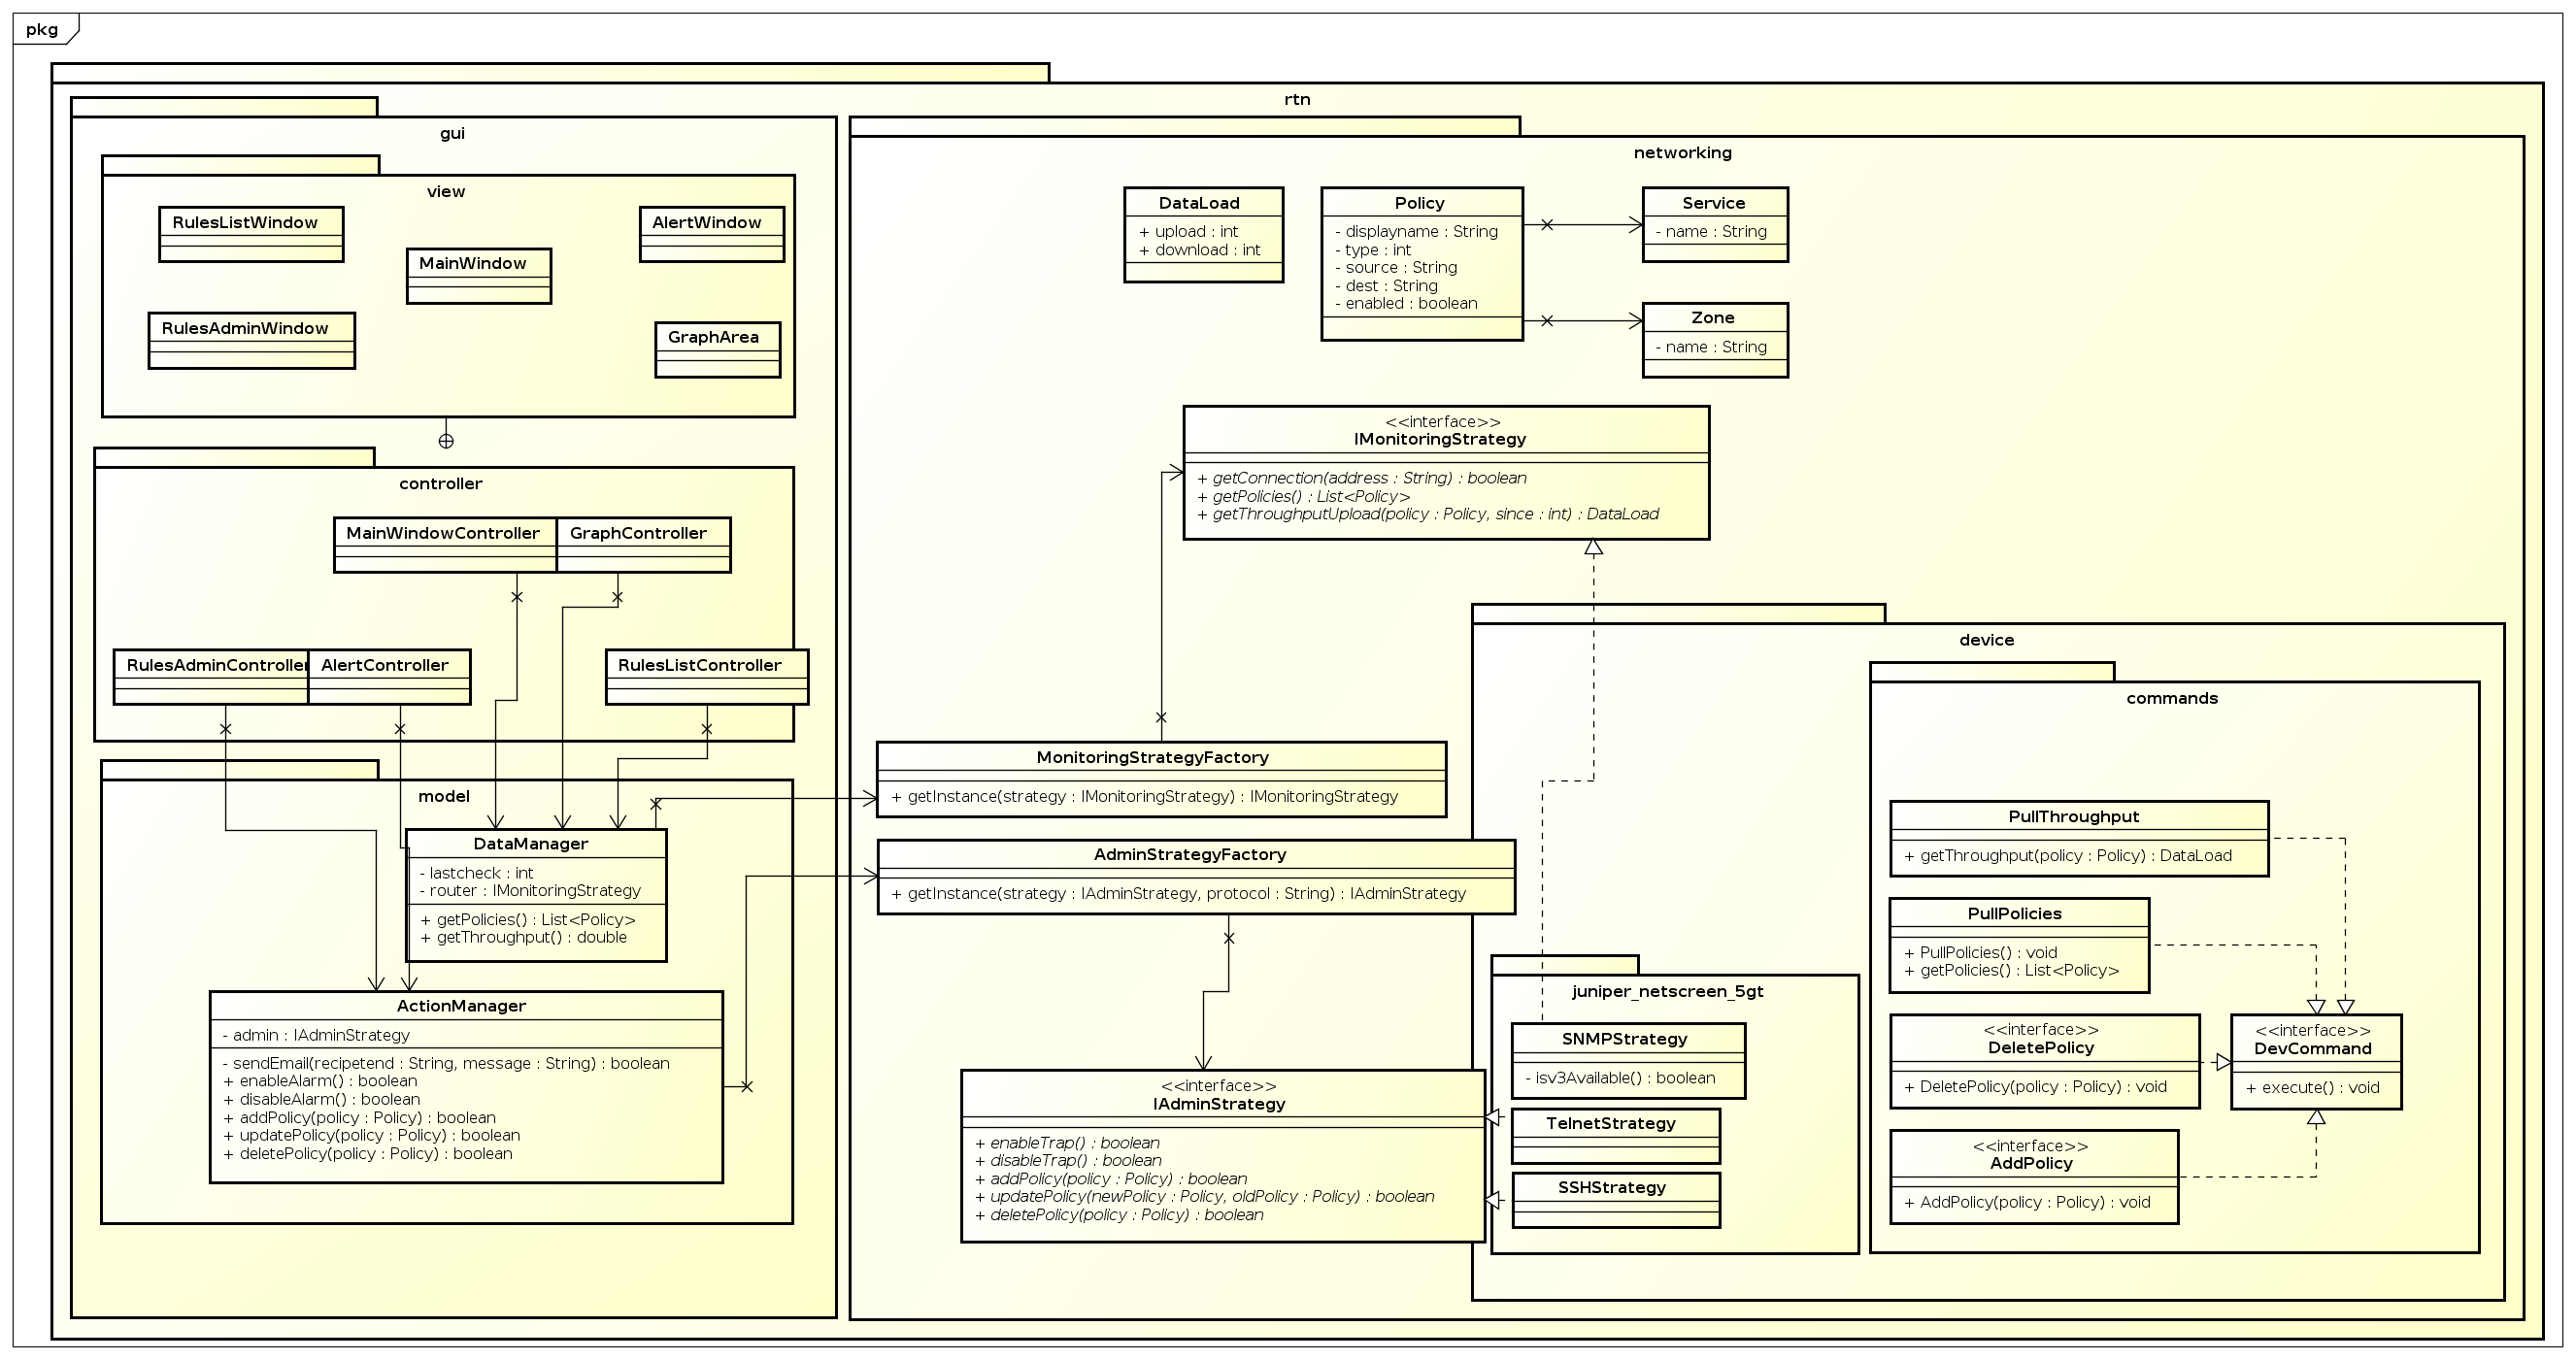 pkg
rtn
gui
view
RulesListWindow
AlertWindow
MainWindow
RulesAdminWindow
GraphArea
controller
MainWindowController
GraphController
RulesAdminController
AlertController
RulesListController
model
DataManager
- lastcheck : int
- router : IMonitoringStrategy
+ getPolicies() : List<Policy>
+ getThroughput() : double
ActionManager
- admin : IAdminStrategy
- sendEmail(recipetend : String, message : String) : boolean
+ enableAlarm() : boolean
+ disableAlarm() : boolean
+ addPolicy(policy : Policy) : boolean
+ updatePolicy(policy : Policy) : boolean
+ deletePolicy(policy : Policy) : boolean
networking
DataLoad
+ upload : int
+ download : int
Policy
- displayname : String
- type : int
- source : String
- dest : String
- enabled : boolean
Service
- name : String
Zone
- name : String
<<interface>>
IMonitoringStrategy
+ getConnection(address : String) : boolean
+ getPolicies() : List<Policy>
+ getThroughputUpload(policy : Policy, since : int) : DataLoad
MonitoringStrategyFactory
+ getInstance(strategy : IMonitoringStrategy) : IMonitoringStrategy
AdminStrategyFactory
+ getInstance(strategy : IAdminStrategy, protocol : String) : IAdminStrategy
<<interface>>
IAdminStrategy
+ enableTrap() : boolean
+ disableTrap() : boolean
+ addPolicy(policy : Policy) : boolean
+ updatePolicy(newPolicy : Policy, oldPolicy : Policy) : boolean
+ deletePolicy(policy : Policy) : boolean
device
juniper_netscreen_5gt
SNMPStrategy
- isv3Available() : boolean
TelnetStrategy
SSHStrategy
commands
PullThroughput
+ getThroughput(policy : Policy) : DataLoad
PullPolicies
+ PullPolicies() : void
+ getPolicies() : List<Policy>
<<interface>>
DeletePolicy
+ DeletePolicy(policy : Policy) : void
<<interface>>
DevCommand
+ execute() : void
<<interface>>
AddPolicy
+ AddPolicy(policy : Policy) : void